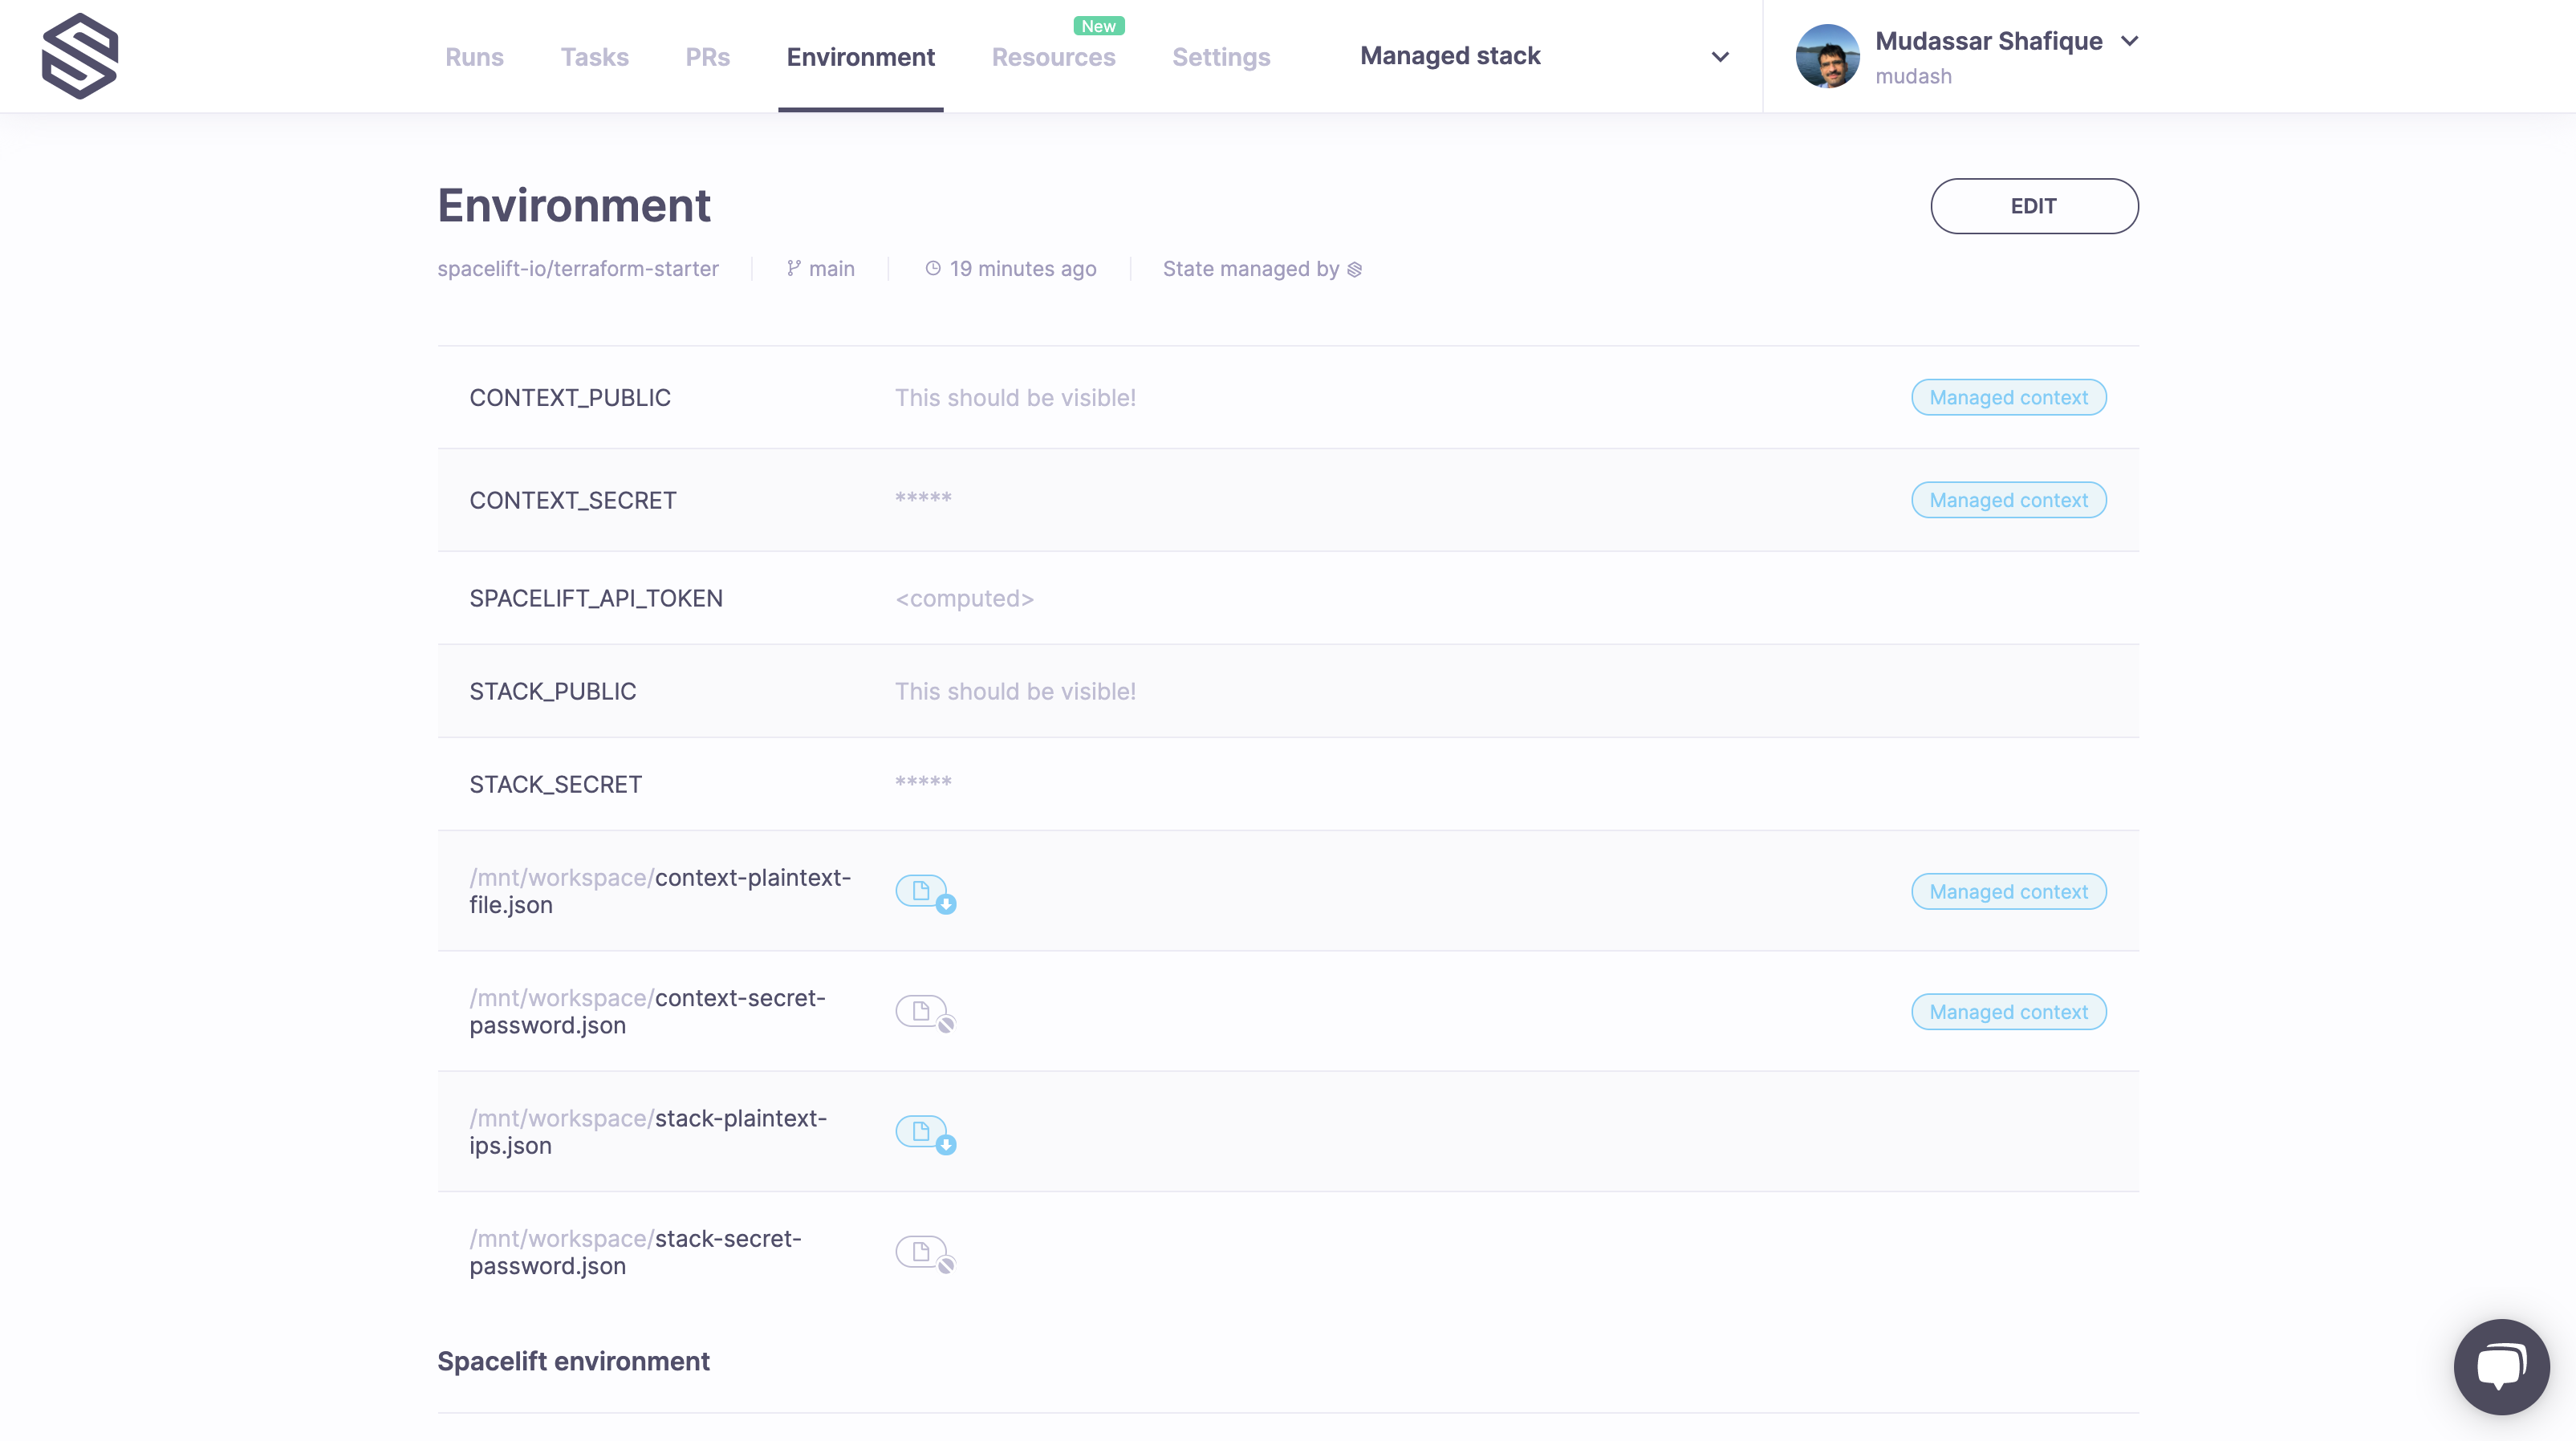 New
Runs Tasks PRs Environment Resources Settings Managed stack Mudassar Shafique
mudash
Environment EDIT
spacelift-io/terraform-starter main 19 minutes ago State managed by
CONTEXT_PUBLIC This should be visible! Managed context
CONTEXT_SECRET ***** Managed context
SPACELIFT_API_TOKEN <computed>
STACK_PUBLIC This should be visible!
STACK_SECRET *****
/mnt/workspace/context-plaintext-
file.json Managed context
/mnt/workspace/context-secret-
password.json Managed context
/mnt/workspace/stack-plaintext-
ips.json
/mnt/workspace/stack-secret-
password.json
Spacelift environment